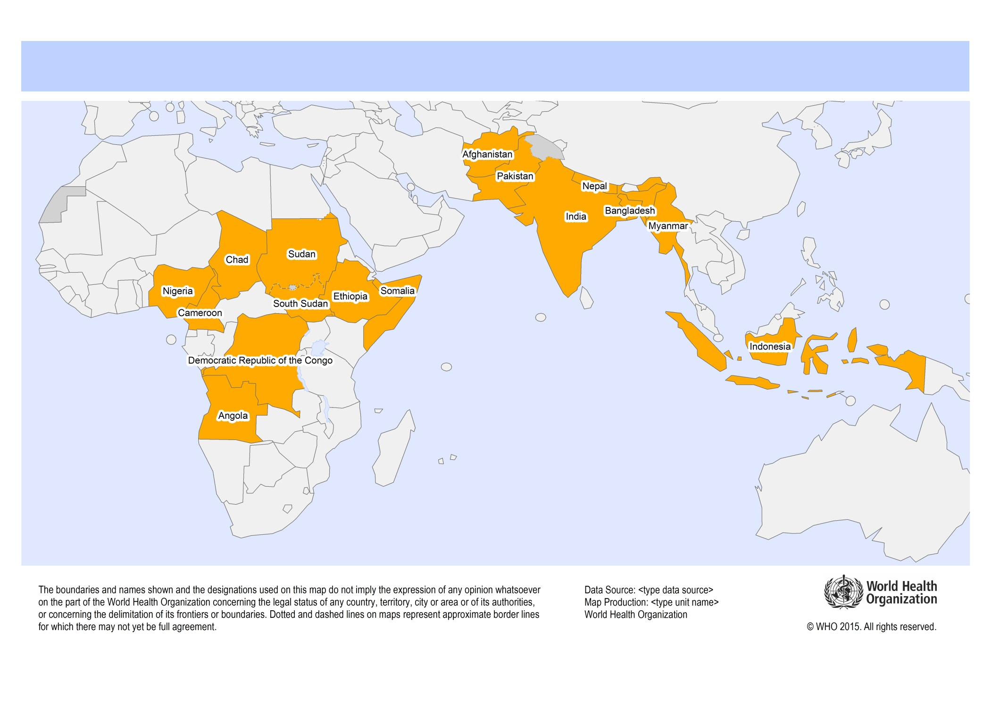 Afghanistan
Pakistan
Nepal
Bangladesh
India
Myanmar
Sudan
Chad
Nigeria
Somalia
Ethiopia
South Sudan
Cameroon
Indonesia
Democratic Republic of the Congo
Angola
The boundaries and names shown and the designations used on this map do not imply the expression of any opinion whatsoever
on the part of the World Health Organization concerning the legal status of any country, territory, city or area or of its authorities,
or concerning the delimitation of its frontiers or boundaries. Dotted and dashed lines on maps represent approximate border lines
for which there may not yet be full agreement.
Data Source: <type data source>
Map Production: <type unit name>
World Health Organization
World Health
Organization
© WHO 2015. All rights reserved.